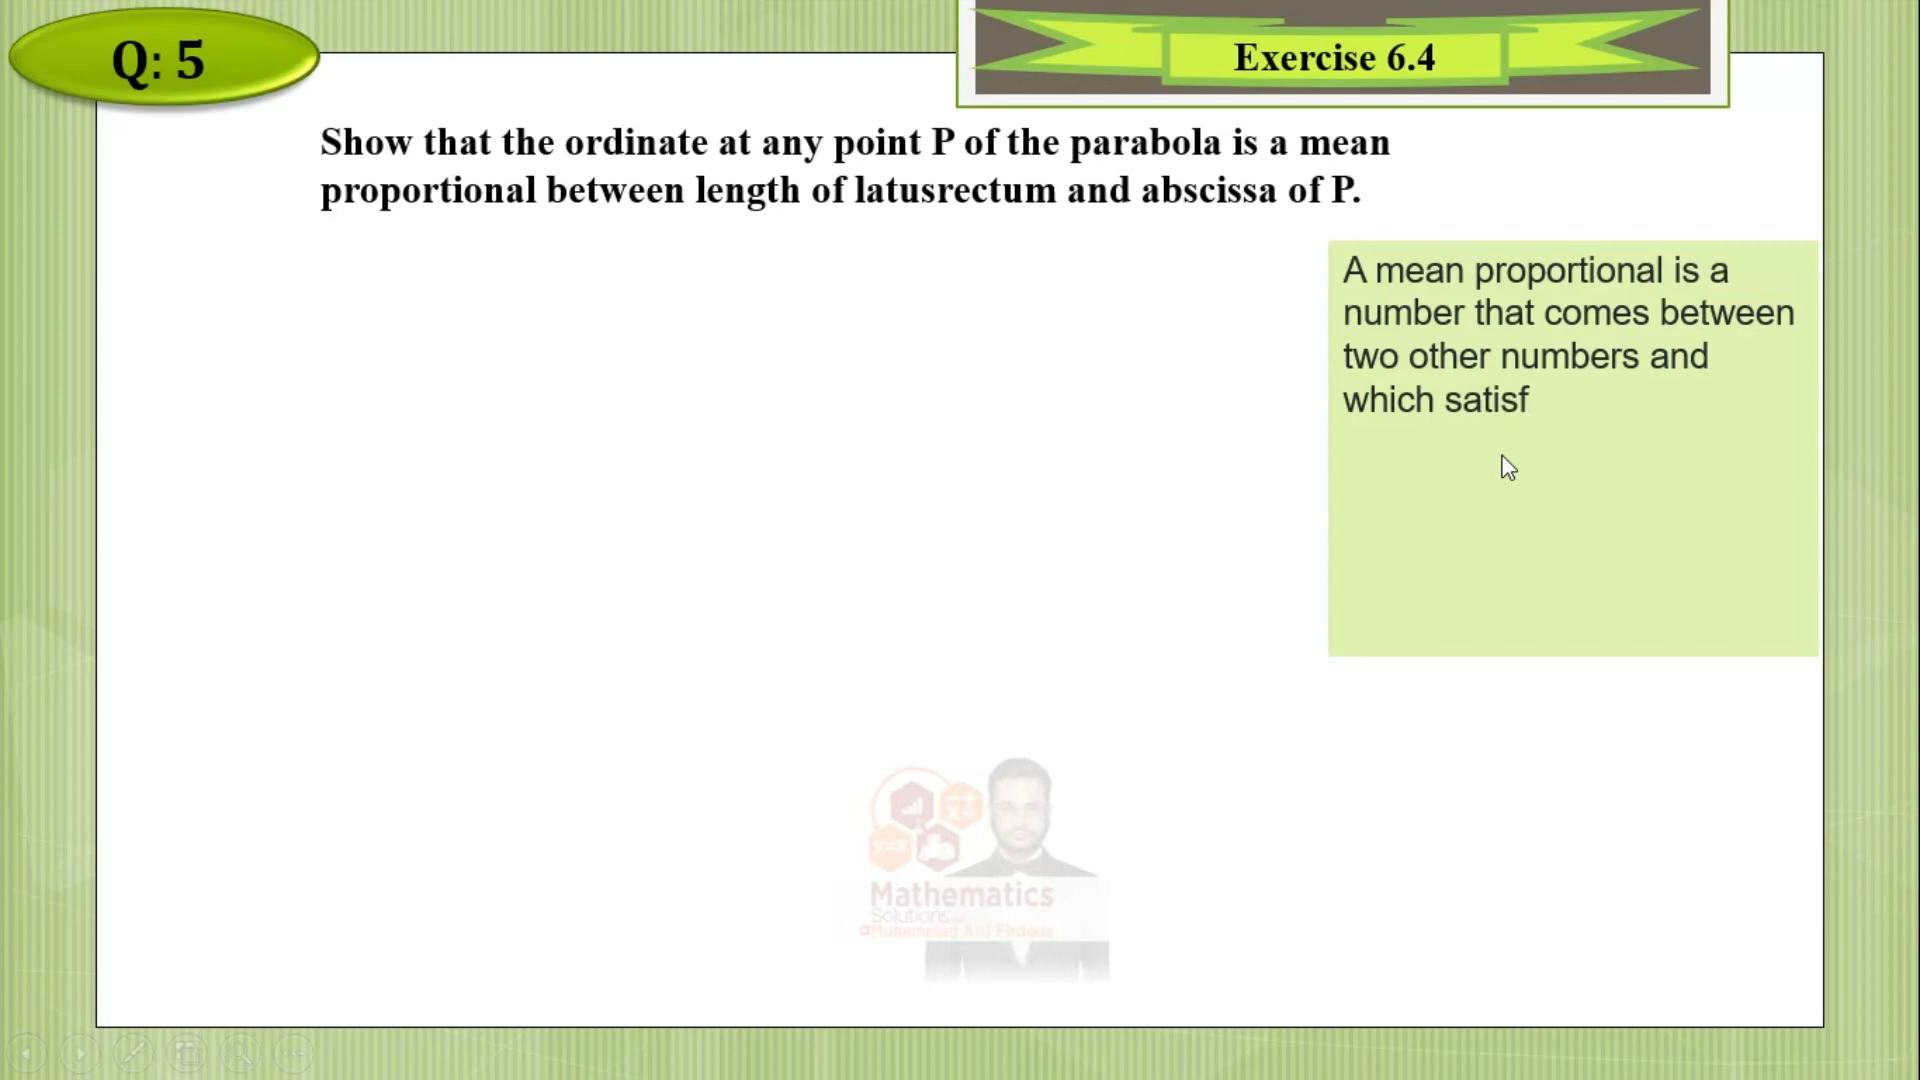 Q: 5
Exercise 6.4
Show that the ordinate at any point P of the parabola is a mean
proportional between length of latusrectum and abscissa of P.
A mean proportional is a
number that comes between
two other numbers and
which satisf
y=x
Mathematics
Solutions